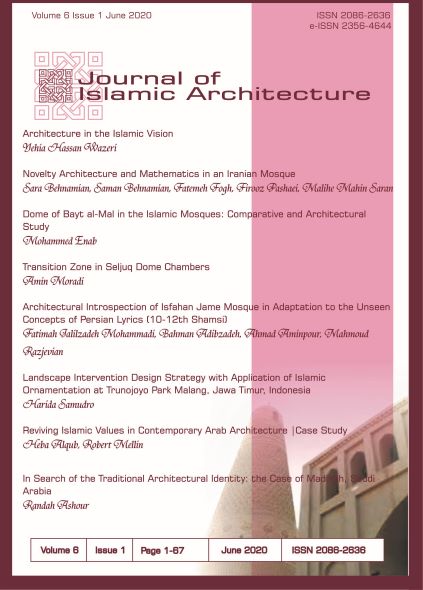 Volume 6 Issue 1 June 2020
ISSN 2086-2636
e-ISSN 2356-4644
Journal of
Islamic Architecture
Architecture in the Islamic Vision
Yehia Hassan Wazeri
Novelty Architecture and Mathematics in an Iranian Mosque
Sara Behnamian, Saman Behnamian, Fatemeh Fogh, Firooz Pashaei, Malihe Mahin Saran
Dome of Bayt al-Mal in the Islamic Mosques: Comparative and Architectural
Study
Mohammed Enab
Transition Zone in Seljuq Dome Chambers
Amin Moradi
Architectural Introspection of Isfahan Jame Mosque in Adaptation to the Unseen
Concepts of Persian Lyrics (10-12th Shamsi)
Fatimah Jalilzadeh Mohammadi, Bahman Adibzadeh, Ahmad Aminpour, Mahmoud
Razjevian
Landscape Intervention Design Strategy with Application of Islamic
Ornamentation at Trunojoyo Park Malang, Jawa Timur, Indonesia
Harida Samudro
Reviving Islamic Values in Contemporary Arab Architecture |Case Study
Heba Alqub, Robert Mellin
In Search of the Traditional Architectural Identity: the Case of Madinah, Saudi
Arabia
Randah Ashour
Volume 6 Issue 1 Page 1-67 June 2020 ISSN 2086-2636